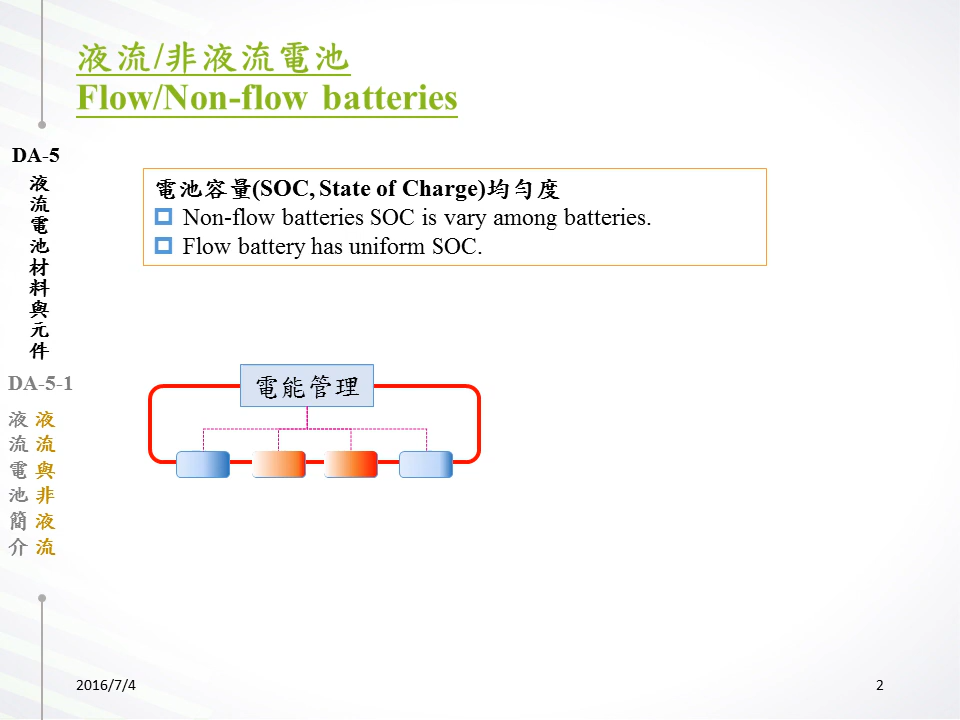 液流/非液流電池
Flow/Non-flow batteries
DA-5
液流電池材料與元件
DA-5-1
液流電池簡介
液流與非液流
電池容量(SOC, State of Charge)均勻度
Non-flow batteries SOC is vary among batteries.
Flow battery has uniform SOC.
電能管理
2016/7/4
2